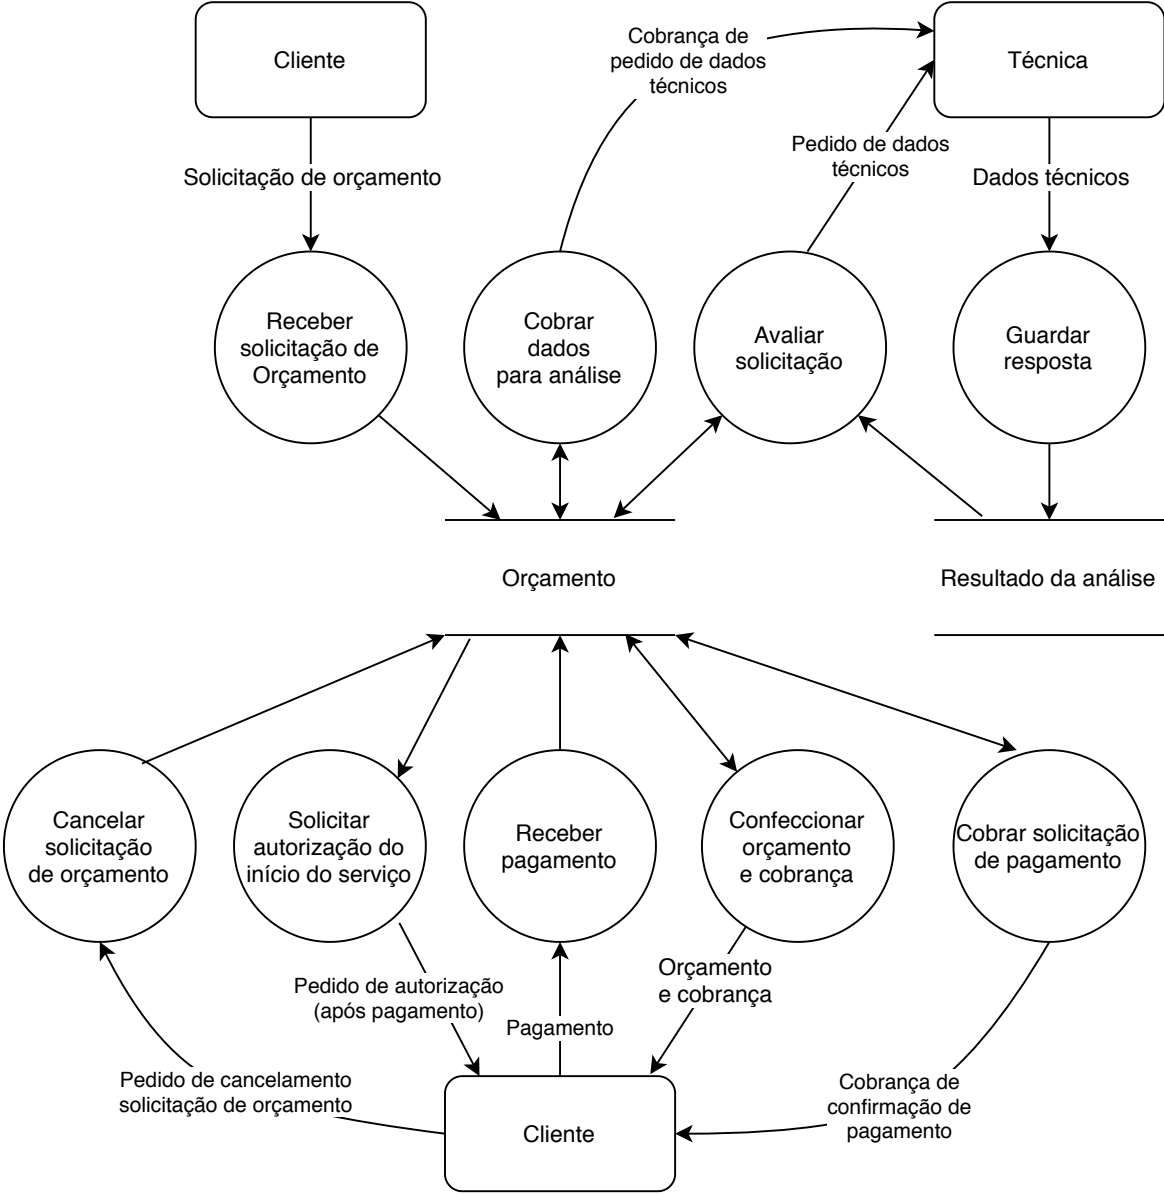 Cliente
Cobrança de
pedido de dados
técnicos
Técnica
Solicitação de orçamento
Pedido de dados
técnicos
Dados técnicos
Receber
solicitação de
Orçamento
Cobrar
dados
para análise
Avaliar
solicitação
Guardar
resposta
Orçamento
Resultado da análise
Cancelar
solicitação
de orçamento
Solicitar
autorização do
início do serviço
Receber
pagamento
Confeccionar
orçamento
e cobrança
Cobrar solicitação
de pagamento
Pedido de autorização
(após pagamento)
Pagamento
Orçamento
e cobrança
Pedido de cancelamento
solicitação de orçamento
Cobrança de
confirmação de
pagamento
Cliente